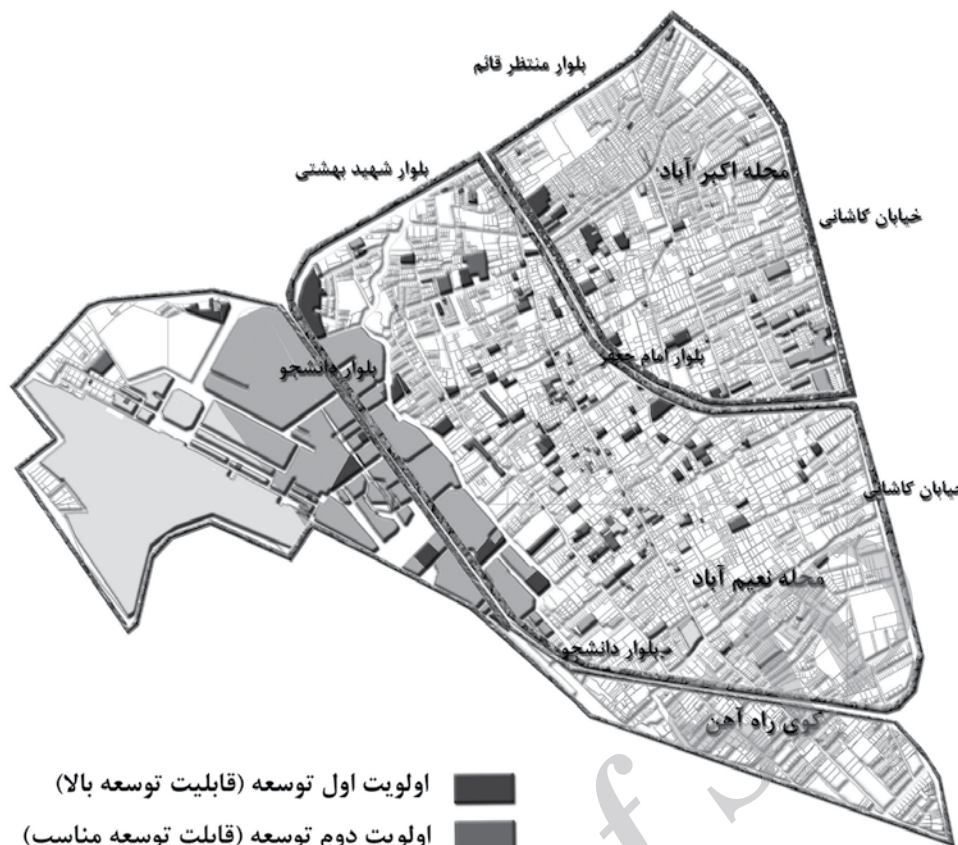 بلوار منتظر قائم
بلوار شهید بهشتی
محله اکبر آباد
خیابان کاشانی
بلوار امام جعفر
بلوار دانشجو
خیابان کاشانی
محله نعیم آباد
بلوار دانشجو
کوی راه آهن
اولویت اول توسعه (قابلیت توسعه بالا)
اولویت دوم توسعه (قابلت توسعه مناسب)